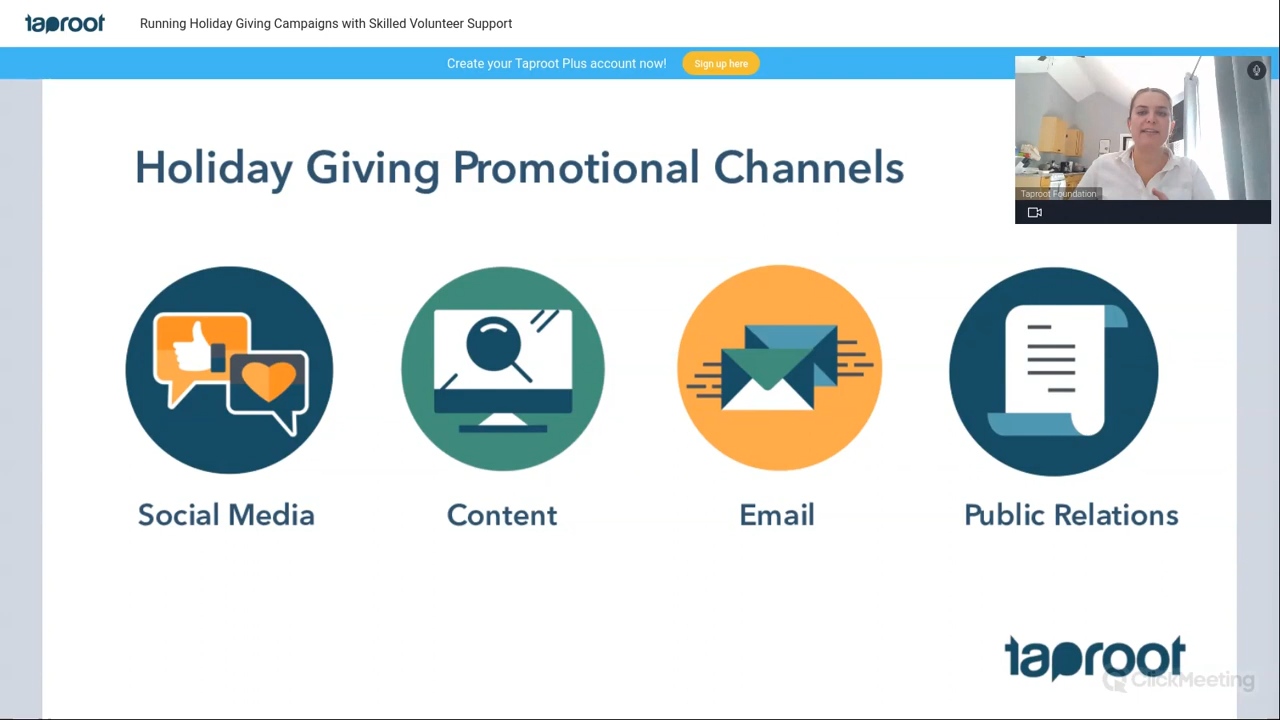 taproot
Running Holiday Giving Campaigns with Skilled Volunteer Support
Create your Taproot Plus account now!
Sign up here
Taproot Foundation
Holiday Giving Promotional Channels
Social Media
Content
Email
Public Relations
taproot
ClickMeeting